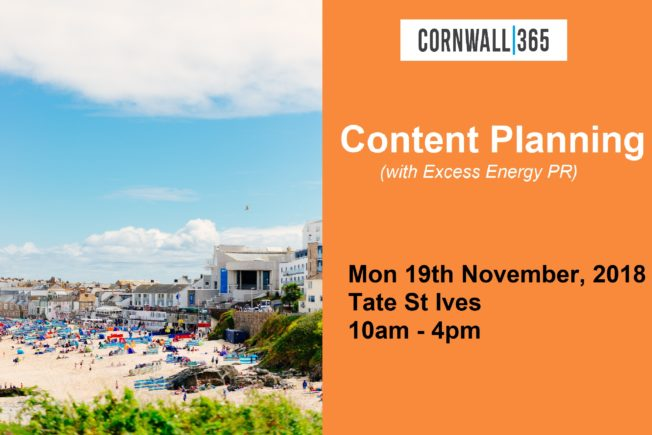 CORNWALL|365
Content Planning
(with Excess Energy PR)
Mon 19th November, 2018
Tate St Ives
10am - 4pm